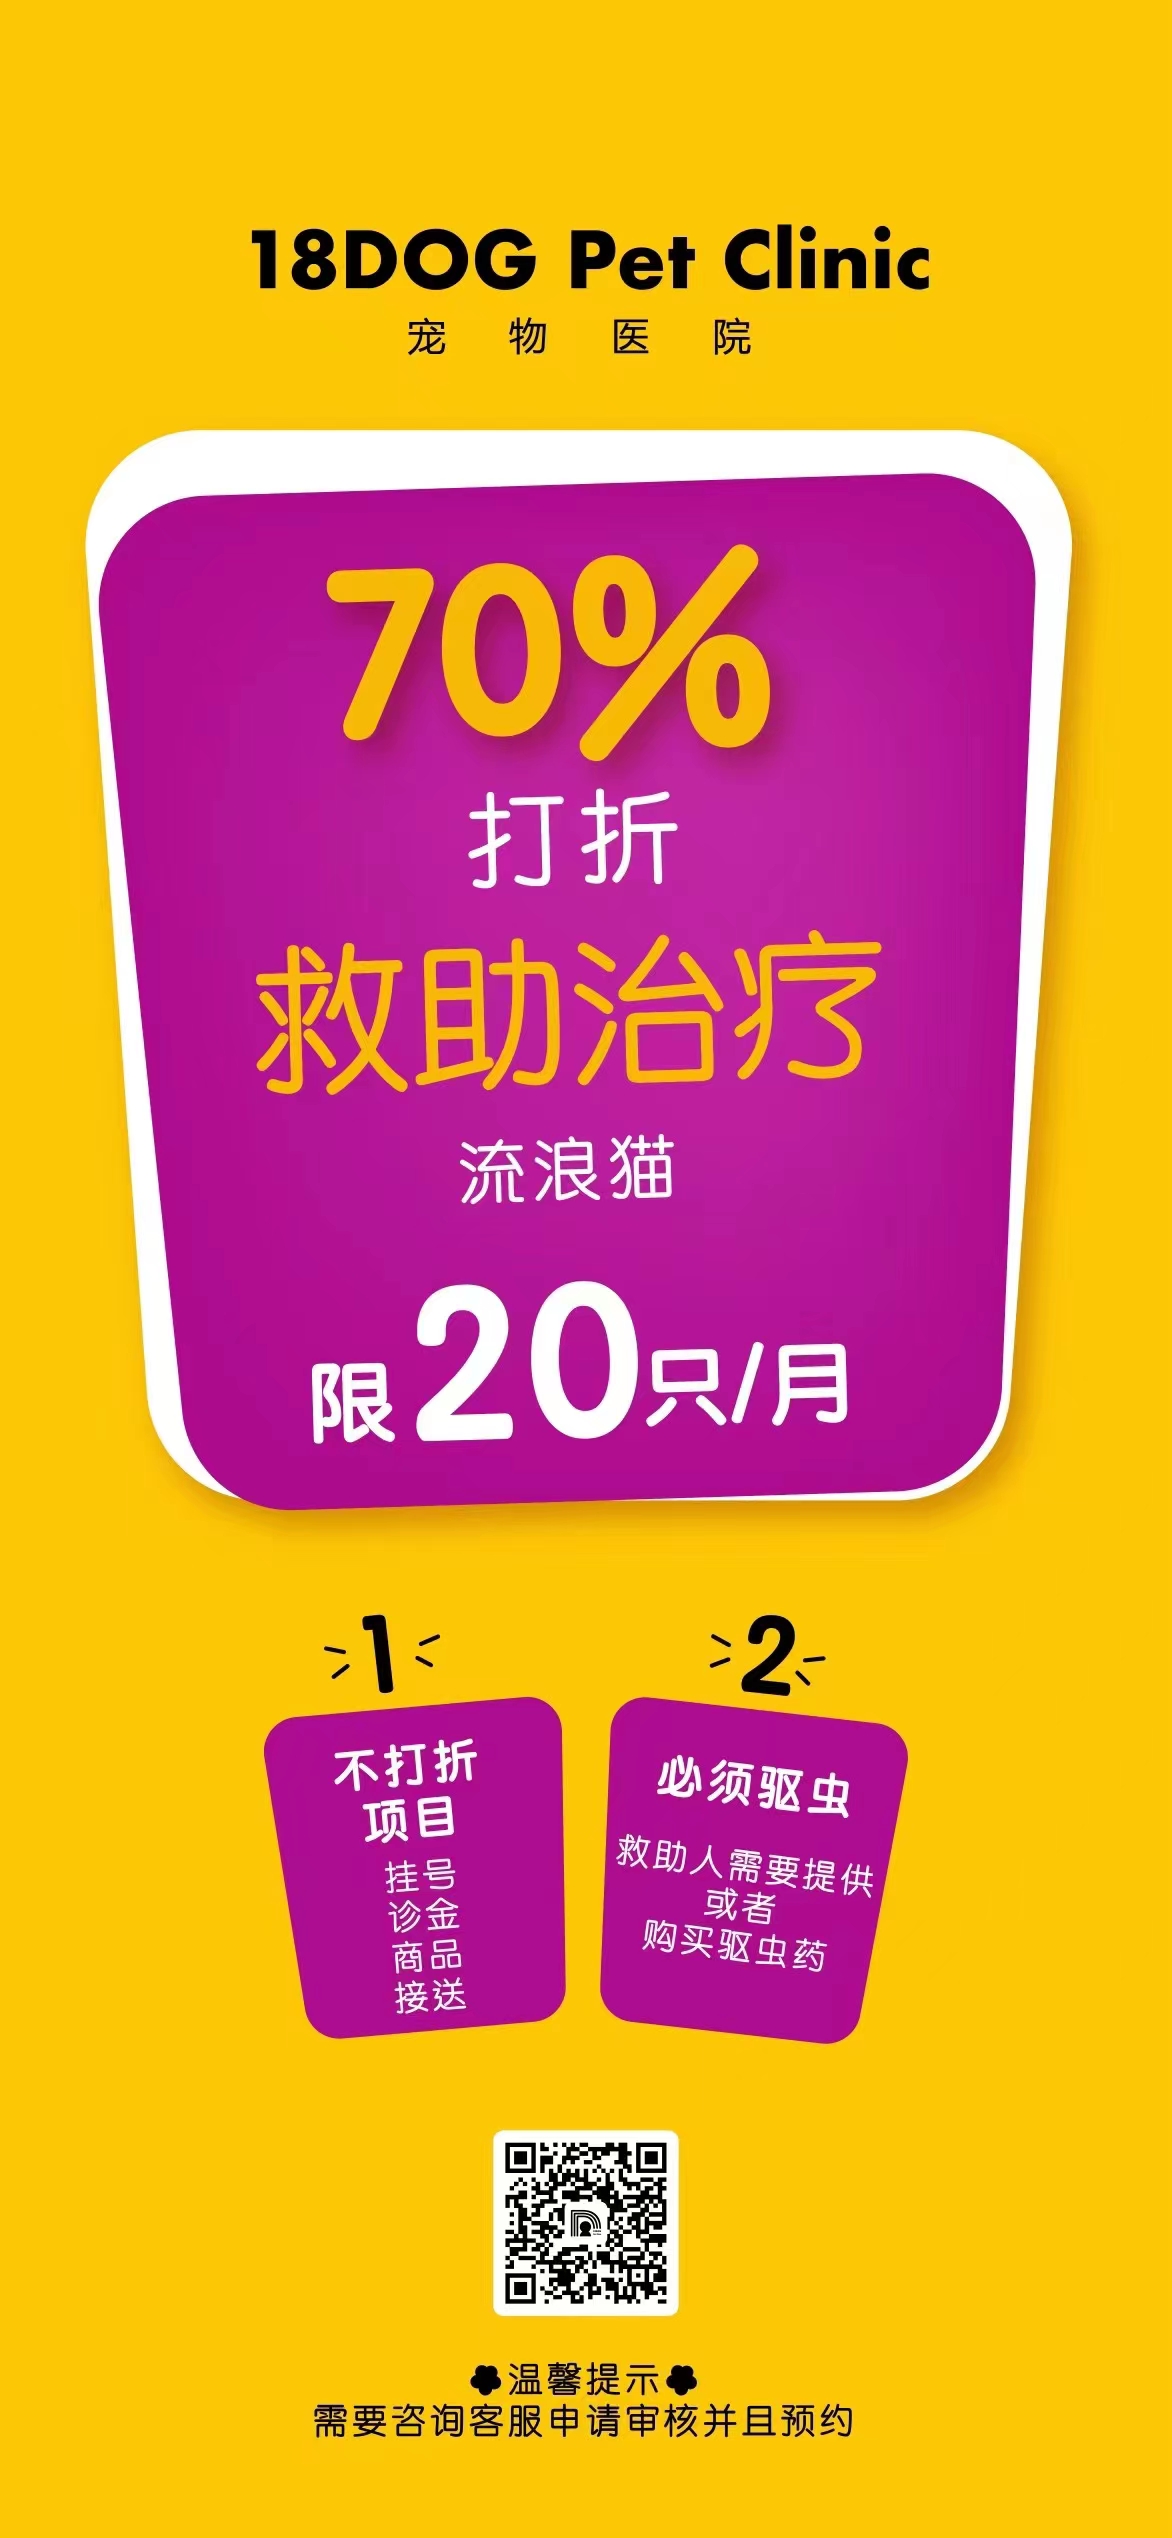 18DOG Pet Clinic
宠物医院
70%
打折
救助治疗
流浪猫
限20只/月
1
不打折
项目
挂号
诊金
商品
接送
2
必须驱虫
救助人需要提供
或者
购买驱虫药
温馨提示
需要咨询客服申请审核并且预约